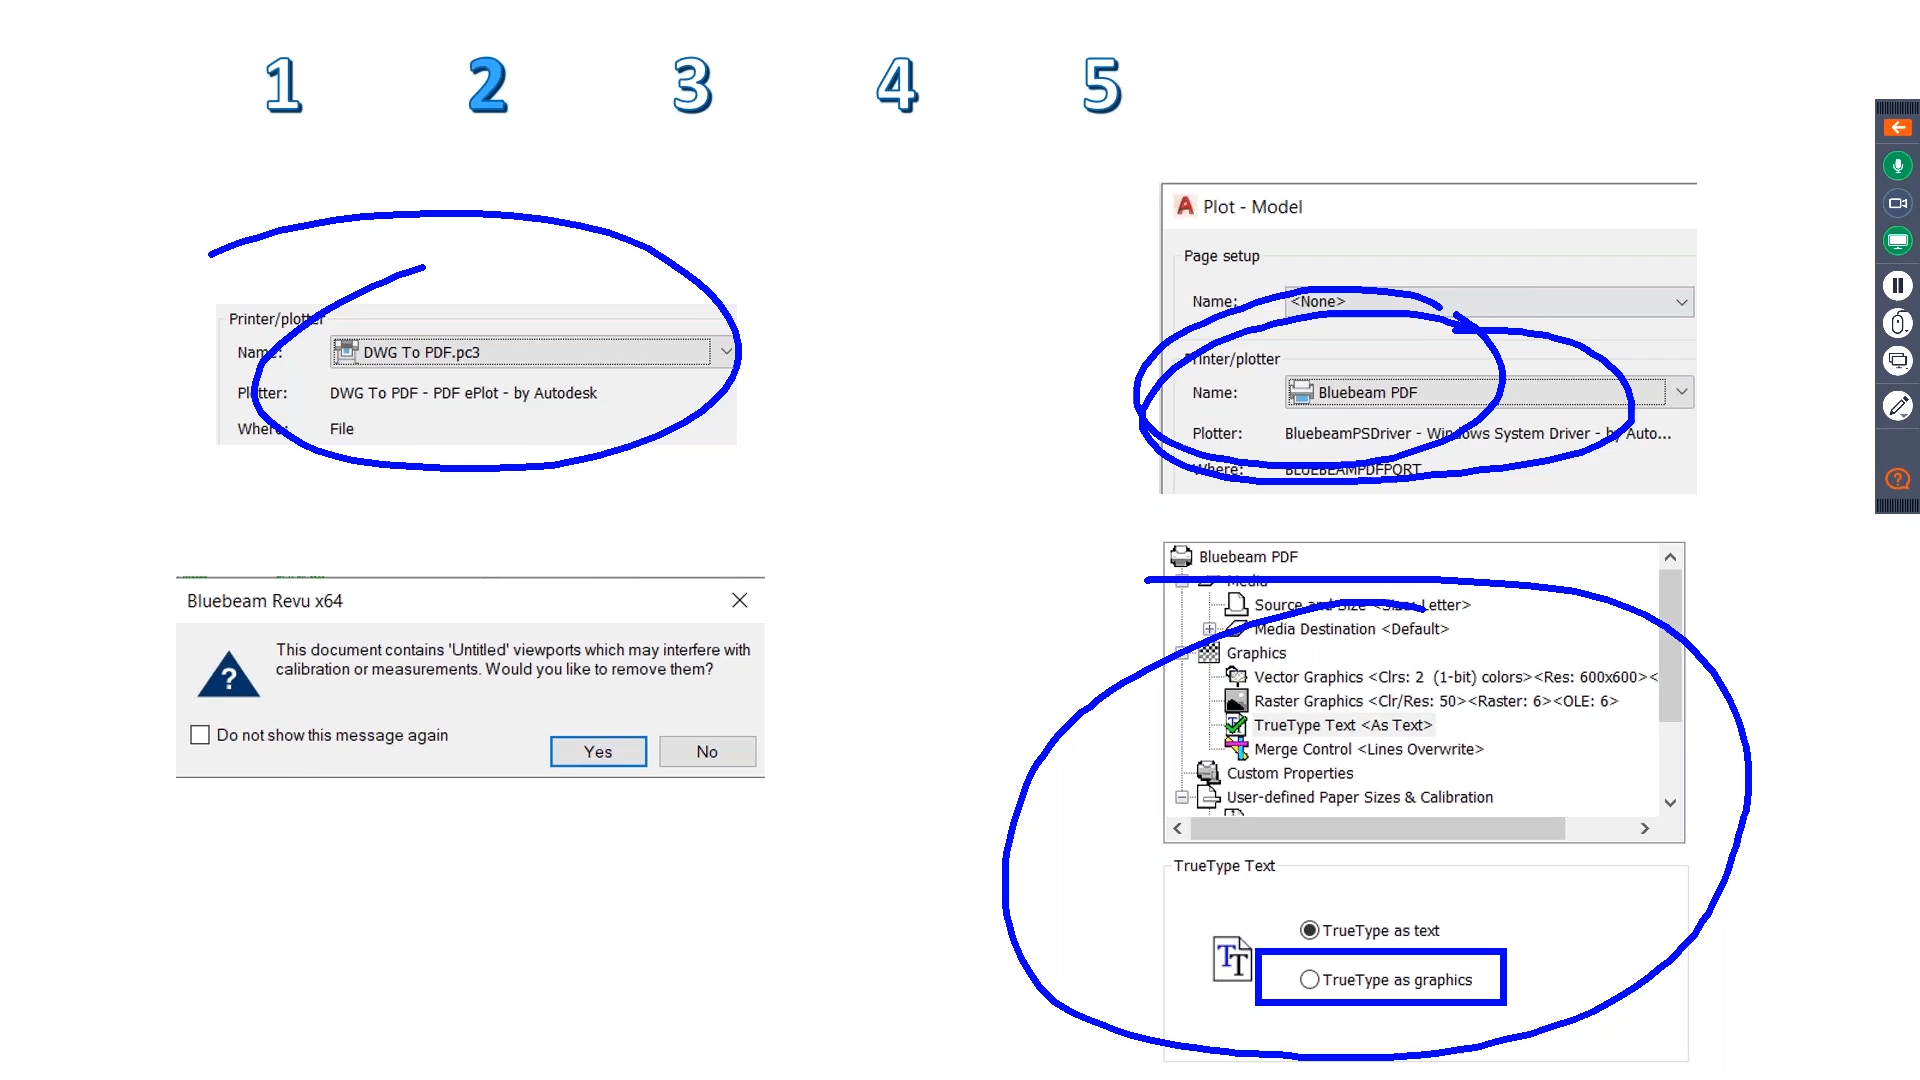 1 2 3 4 5
Printer/plotter
Name: DWG To PDF.pc3
Plotter: DWG To PDF - PDF ePlot - by Autodesk
Where: File
Bluebeam Revu x64
This document contains 'Untitled' viewports which may interfere with
calibration or measurements. Would you like to remove them?
Do not show this message again
Yes No
Plot - Model
Page setup
Name: <None>
Printer/plotter
Name: Bluebeam PDF
Plotter: BluebeamPSDriver - Windows System Driver - by Auto...
Where: BLUEBEAMPDFPORT
Bluebeam PDF
Media
Source and Size <Size: Letter>
Media Destination <Default>
Graphics
Vector Graphics <Clrs: 2 (1-bit) colors><Res: 600x600><
Raster Graphics <Clr/Res: 50><Raster: 6><OLE: 6>
TrueType Text <As Text>
Merge Control <Lines Overwrite>
Custom Properties
User-defined Paper Sizes & Calibration
TrueType Text
TrueType as text
TrueType as graphics